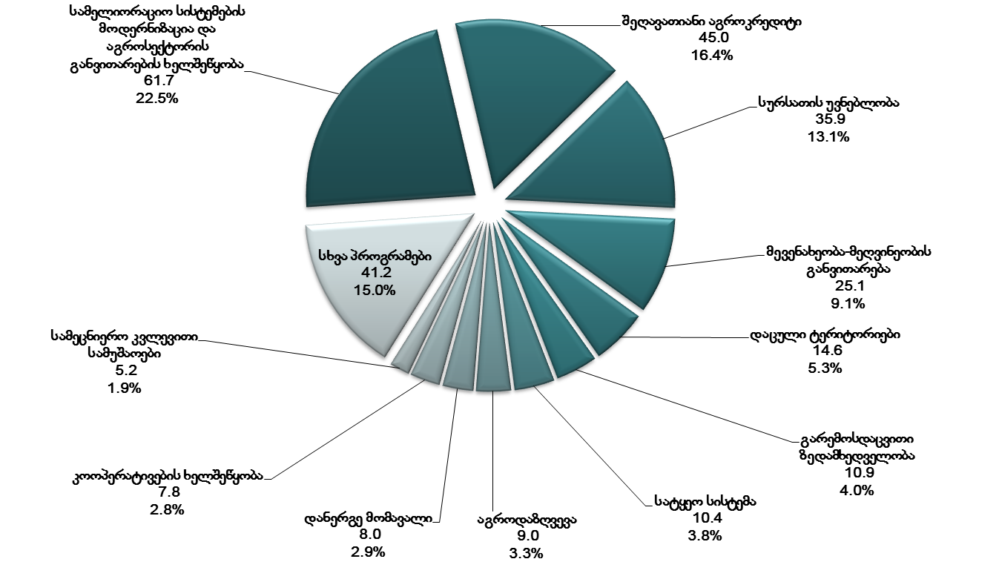 სამელიორაციო სისტემების
მოდერნიზაცია და
აგროსექტორის
განვითარების ხელშეწყობა
61.7
22.5%
შეღავათიანი აგროკრედიტი
45.0
16.4%
სურსათის უვნებლობა
35.9
13.1%
მევენახეობა-მეღვინეობის
განვითარება
25.1
9.1%
დაცული ტერიტორიები
14.6
5.3%
გარემოსდაცვითი
ზედამხედველობა
10.9
4.0%
სატყეო სისტემა
10.4
3.8%
აგროდაზღვევა
9.0
3.3%
დანერგე მომავალი
8.0
2.9%
კოოპერატივების ხელშეწყობა
7.8
2.8%
სამეცნიერო კვლევითი
სამუშაოები
5.2
1.9%
სხვა პროგრამები
41.2
15.0%